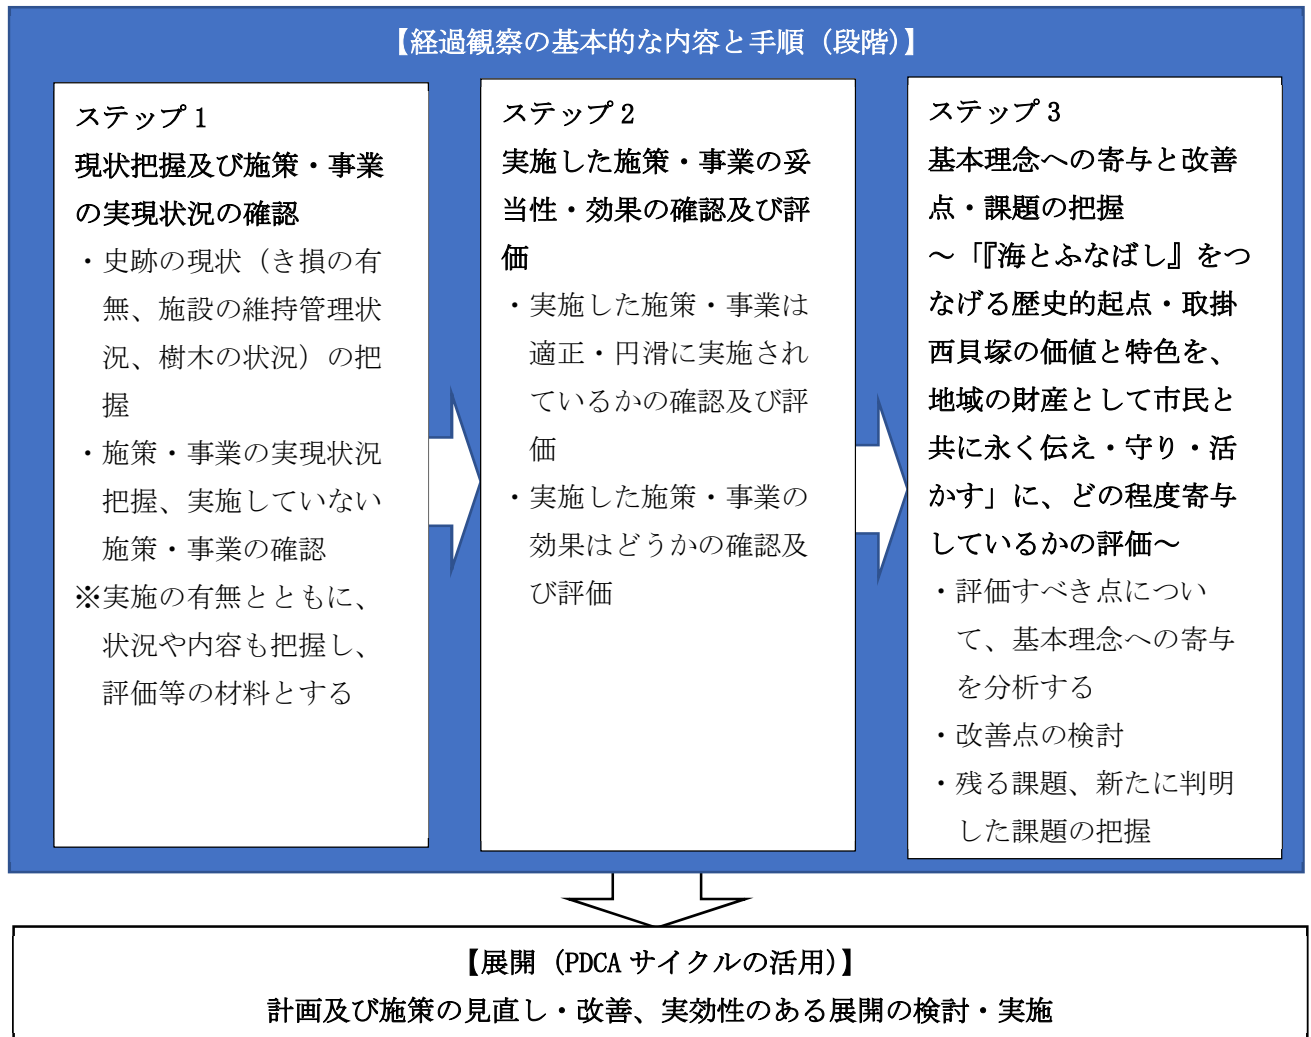 【経過観察の基本的な内容と手順（段階）】
ステップ１
現状把握及び施策・事業
の実現状況の確認
・史跡の現状（き損の有
無、施設の維持管理状
況、樹木の状況）の把
握
・施策・事業の実現状況
把握、実施していない
施策・事業の確認
※実施の有無とともに、
状況や内容も把握し、
評価等の材料とする
ステップ２
実施した施策・事業の妥
当性・効果の確認及び評
価
・実施した施策・事業は
適正・円滑に実施され
ているかの確認及び評
価
・実施した施策・事業の
効果はどうかの確認及
び評価
ステップ３
基本理念への寄与と改善
点・課題の把握
～「『海とふなばし』をつ
なげる歴史的起点・取掛
西貝塚の価値と特色を、
地域の財産として市民と
共に永く伝え・守り・活
かす」に、どの程度寄与
しているかの評価～
・評価すべき点につい
て、基本理念への寄与
を分析する
・改善点の検討
・残る課題、新たに判明
した課題の把握
【展開（PDCA サイクルの活用）】
計画及び施策の見直し・改善、実効性のある展開の検討・実施